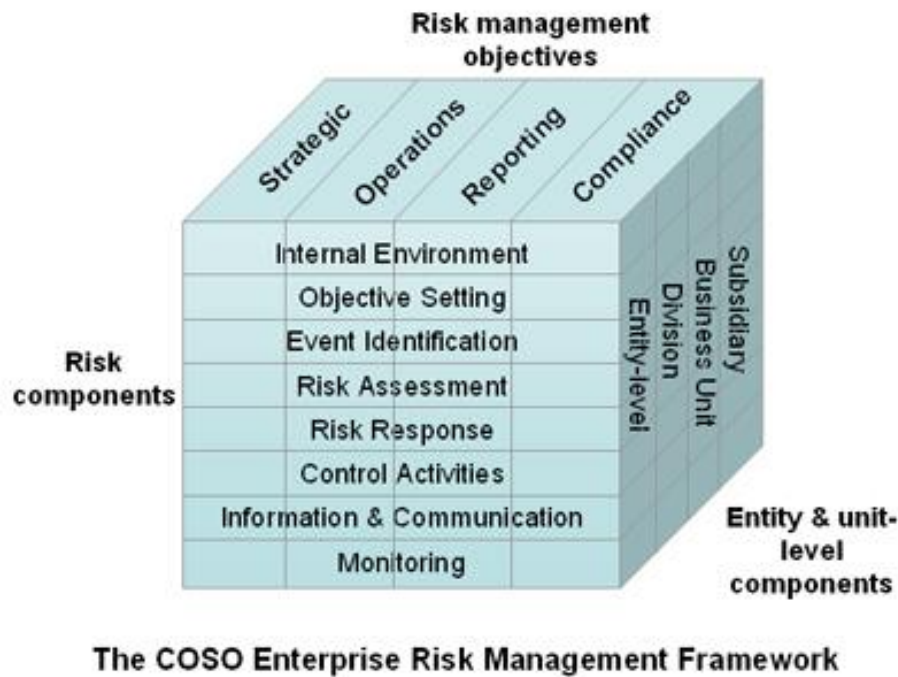 Risk management
objectives
Strategic
Operations
Reporting
Compliance
Internal Environment
Objective Setting
Event Identification
Risk Assessment
Risk Response
Control Activities
Information & Communication
Monitoring
Risk
components
Entity-level
Division
Business Unit
Subsidiary
Entity & unit-
level
components
The COSO Enterprise Risk Management Framework